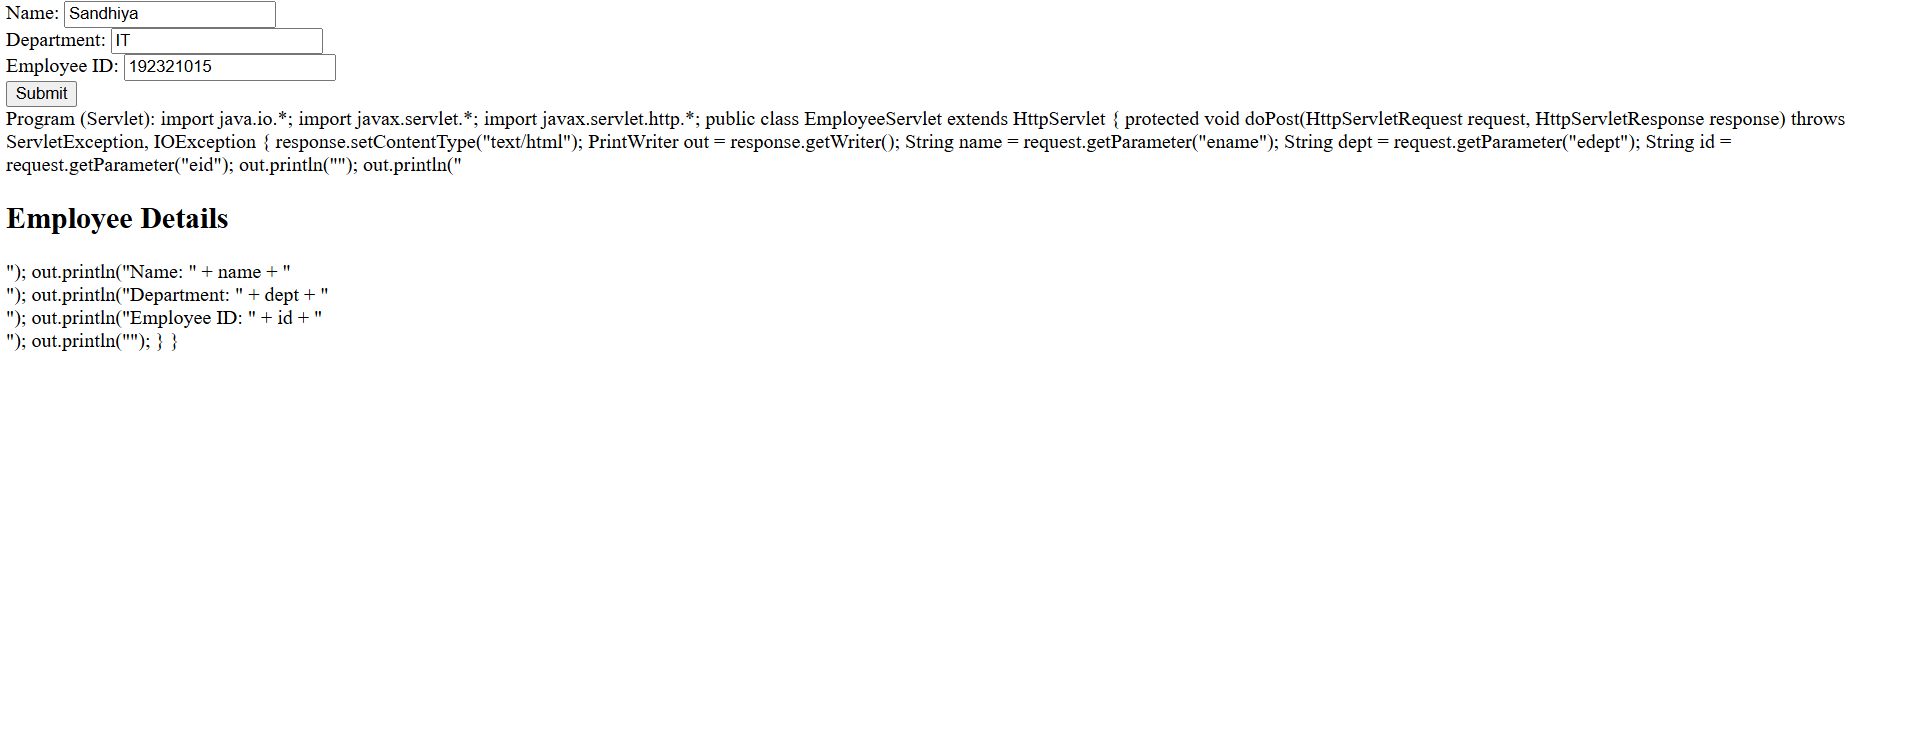 Name: Sandhiya
Department: IT
Employee ID: 192321015
Submit
Program (Servlet): import java.io.*; import javax.servlet.*; import javax.servlet.http.*; public class EmployeeServlet extends HttpServlet { protected void doPost(HttpServletRequest request, HttpServletResponse response) throws
ServletException, IOException { response.setContentType("text/html"); PrintWriter out = response.getWriter(); String name = request.getParameter("ename"); String dept = request.getParameter("edept"); String id =
request.getParameter("eid"); out.println(""); out.println("
Employee Details
"); out.println("Name: " + name + "
"); out.println("Department: " + dept + "
"); out.println("Employee ID: " + id + "
"); out.println(""); } }